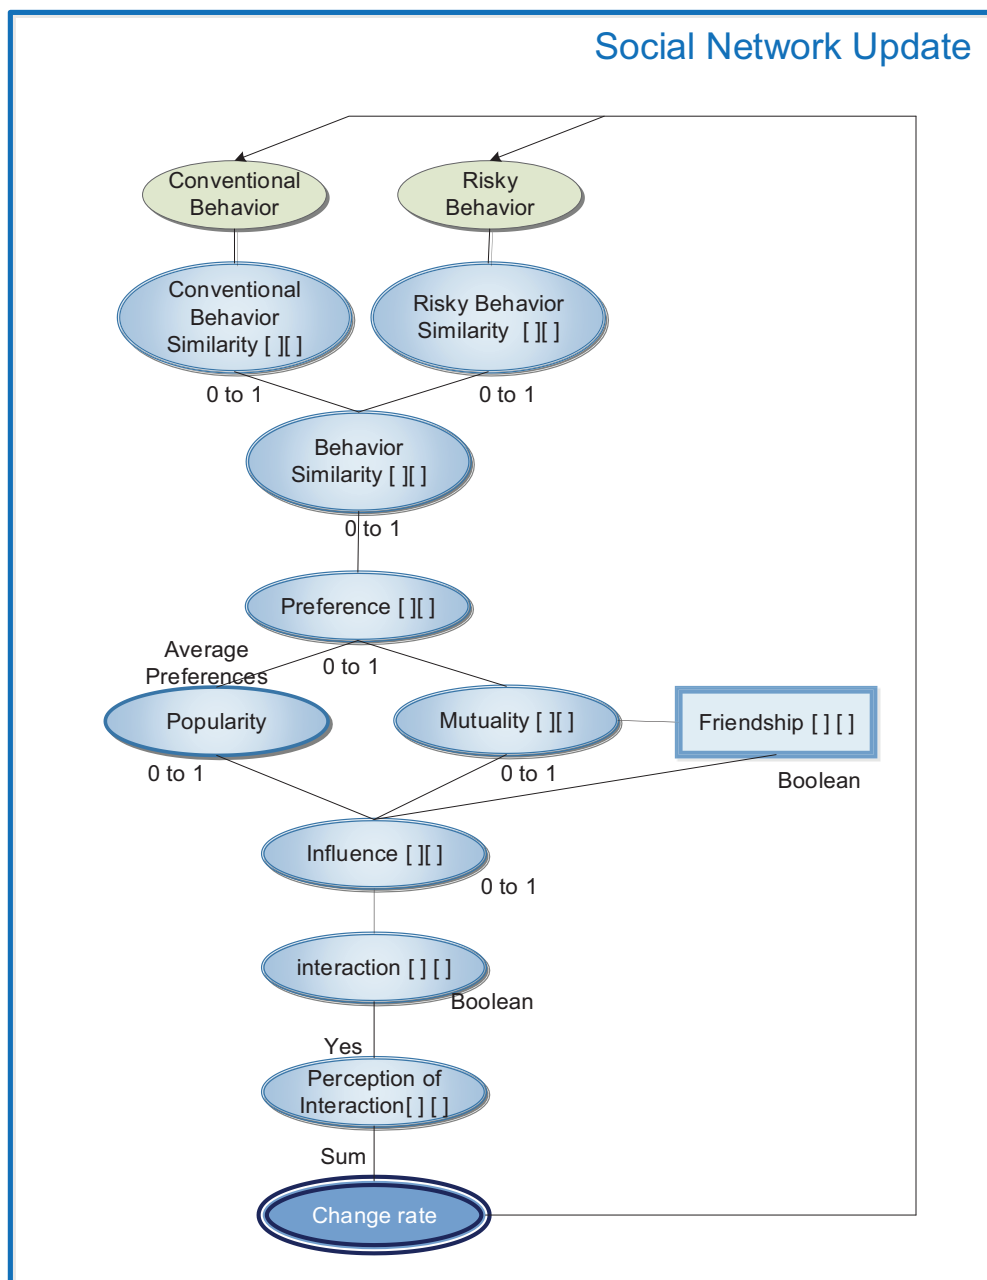 Social Network Update
Conventional
Behavior
Risky
Behavior
Conventional
Behavior
Similarity [ ][ ]
Risky Behavior
Similarity [ ][ ]
0 to 1
0 to 1
Behavior
Similarity [ ][ ]
0 to 1
Preference [ ][ ]
Average
Preferences
0 to 1
Popularity
Mutuality [ ][ ]
Friendship [ ] [ ]
0 to 1
0 to 1
Boolean
Influence [ ][ ]
0 to 1
interaction [ ] [ ]
Boolean
Yes
Perception of
Interaction[ ] [ ]
Sum
Change rate